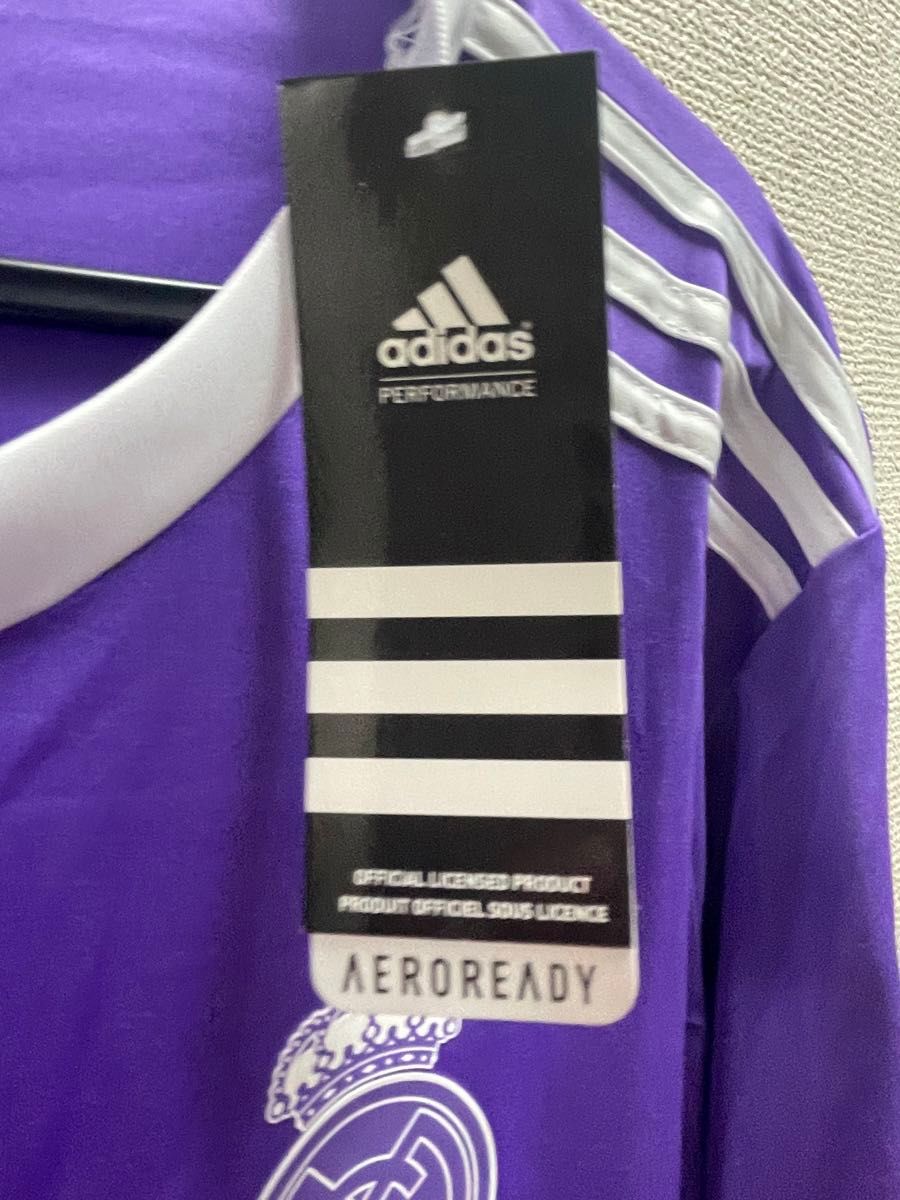 adidas
PERFORMANCE
OFFICIAL LICENSED PRODUCT
PRODUIT OFFICIEL SOUS LICENCE
AEROREADY